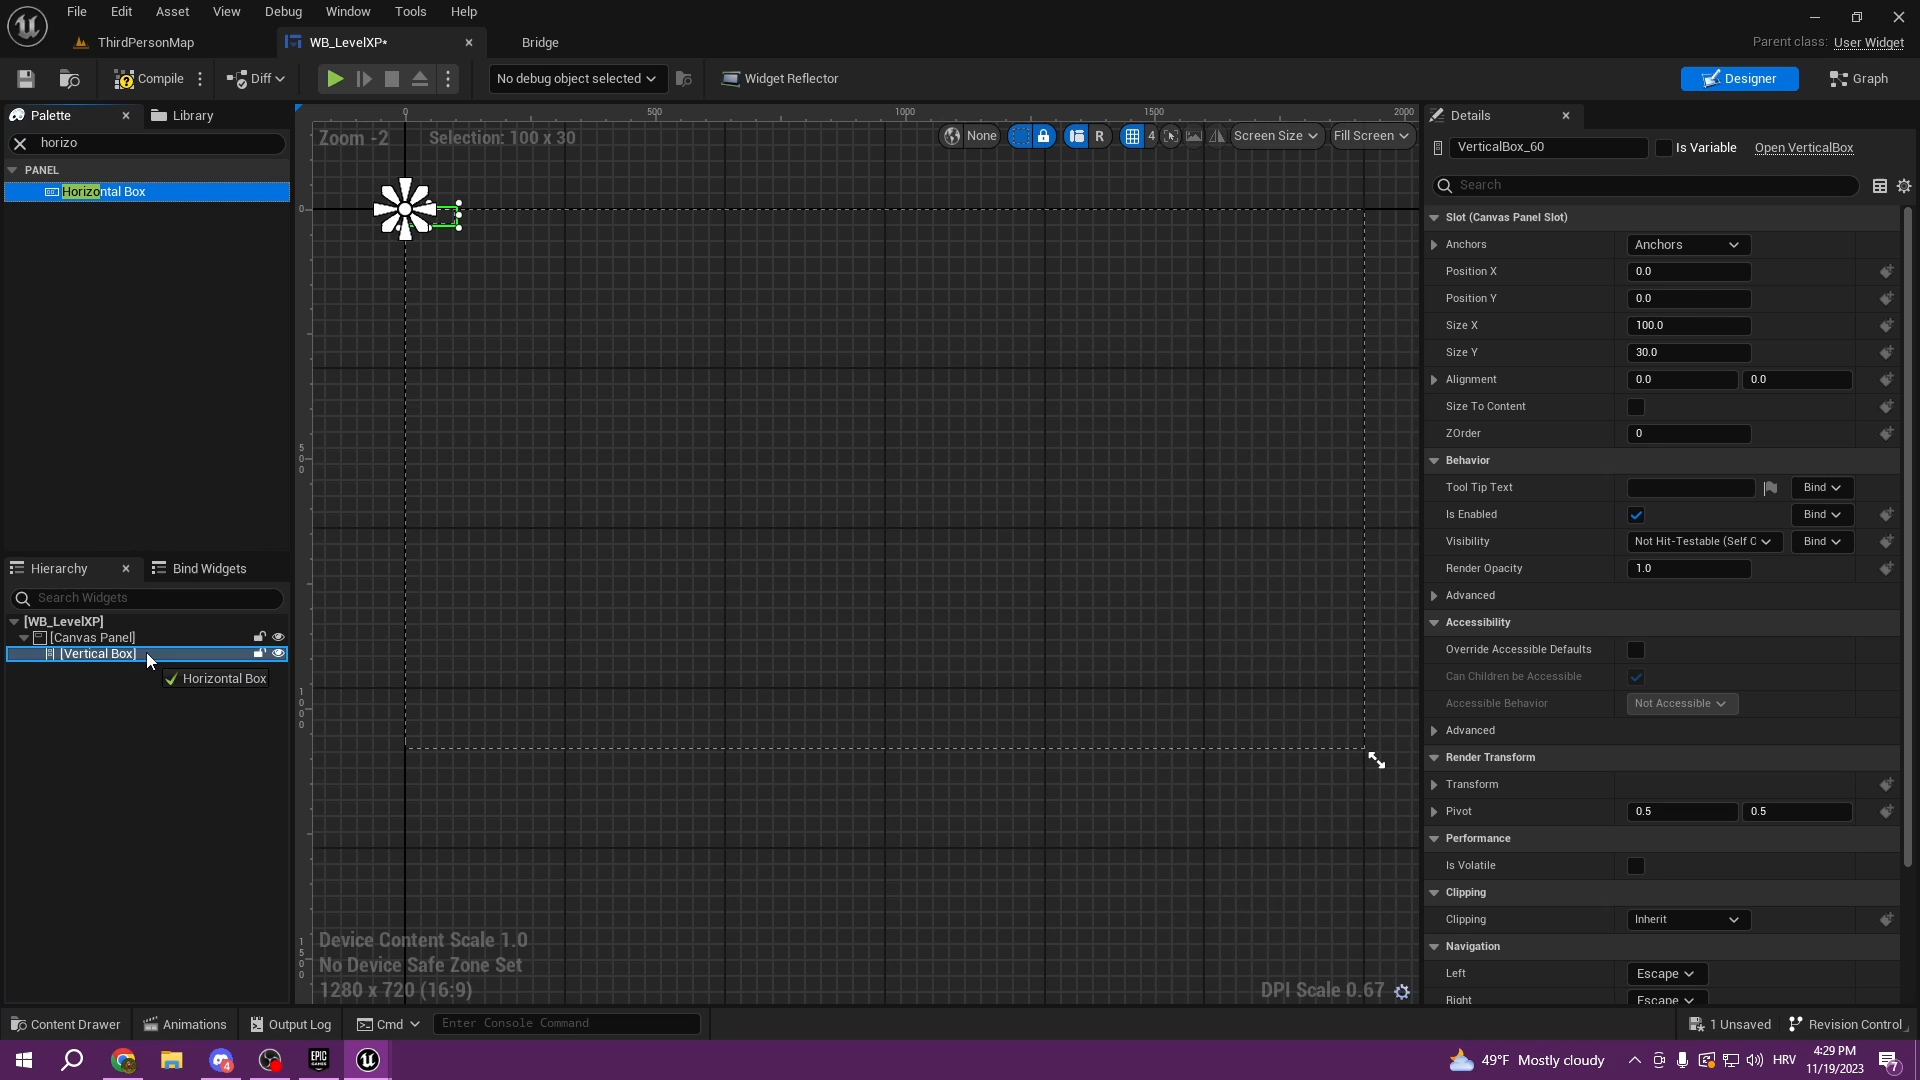 File Edit Asset View Debug Window Tools Help
ThirdPersonMap WB_LevelXP* Bridge
Parent class: User Widget
Compile Diff No debug object selected Widget Reflector Designer Graph
Palette Library
horizo
PANEL
Horizontal Box
Hierarchy Bind Widgets
Search Widgets
[WB_LevelXP]
[Canvas Panel]
[Vertical Box]
Horizontal Box
0 500 1000 1500 2000
Zoom -2 Selection: 100 x 30
None 4 R Screen Size Fill Screen
0
500
1000
1500
Device Content Scale 1.0
No Device Safe Zone Set
1280 x 720 (16:9)
DPI Scale 0.67
Details
VerticalBox_60 Is Variable Open VerticalBox
Search
Slot (Canvas Panel Slot)
Anchors Anchors
Position X 0.0
Position Y 0.0
Size X 100.0
Size Y 30.0
Alignment 0.0 0.0
Size To Content
ZOrder 0
Behavior
Tool Tip Text Bind
Is Enabled Bind
Visibility Not Hit-Testable (Self C Bind
Render Opacity 1.0
Advanced
Accessibility
Override Accessible Defaults
Can Children be Accessible
Accessible Behavior Not Accessible
Advanced
Render Transform
Transform
Pivot 0.5 0.5
Performance
Is Volatile
Clipping
Clipping Inherit
Navigation
Left Escape
Right Escape
Content Drawer Animations Output Log Cmd Enter Console Command 1 Unsaved Revision Control
4 EPIC GAMES 49°F Mostly cloudy HRV 4:29 PM
11/19/2023 7